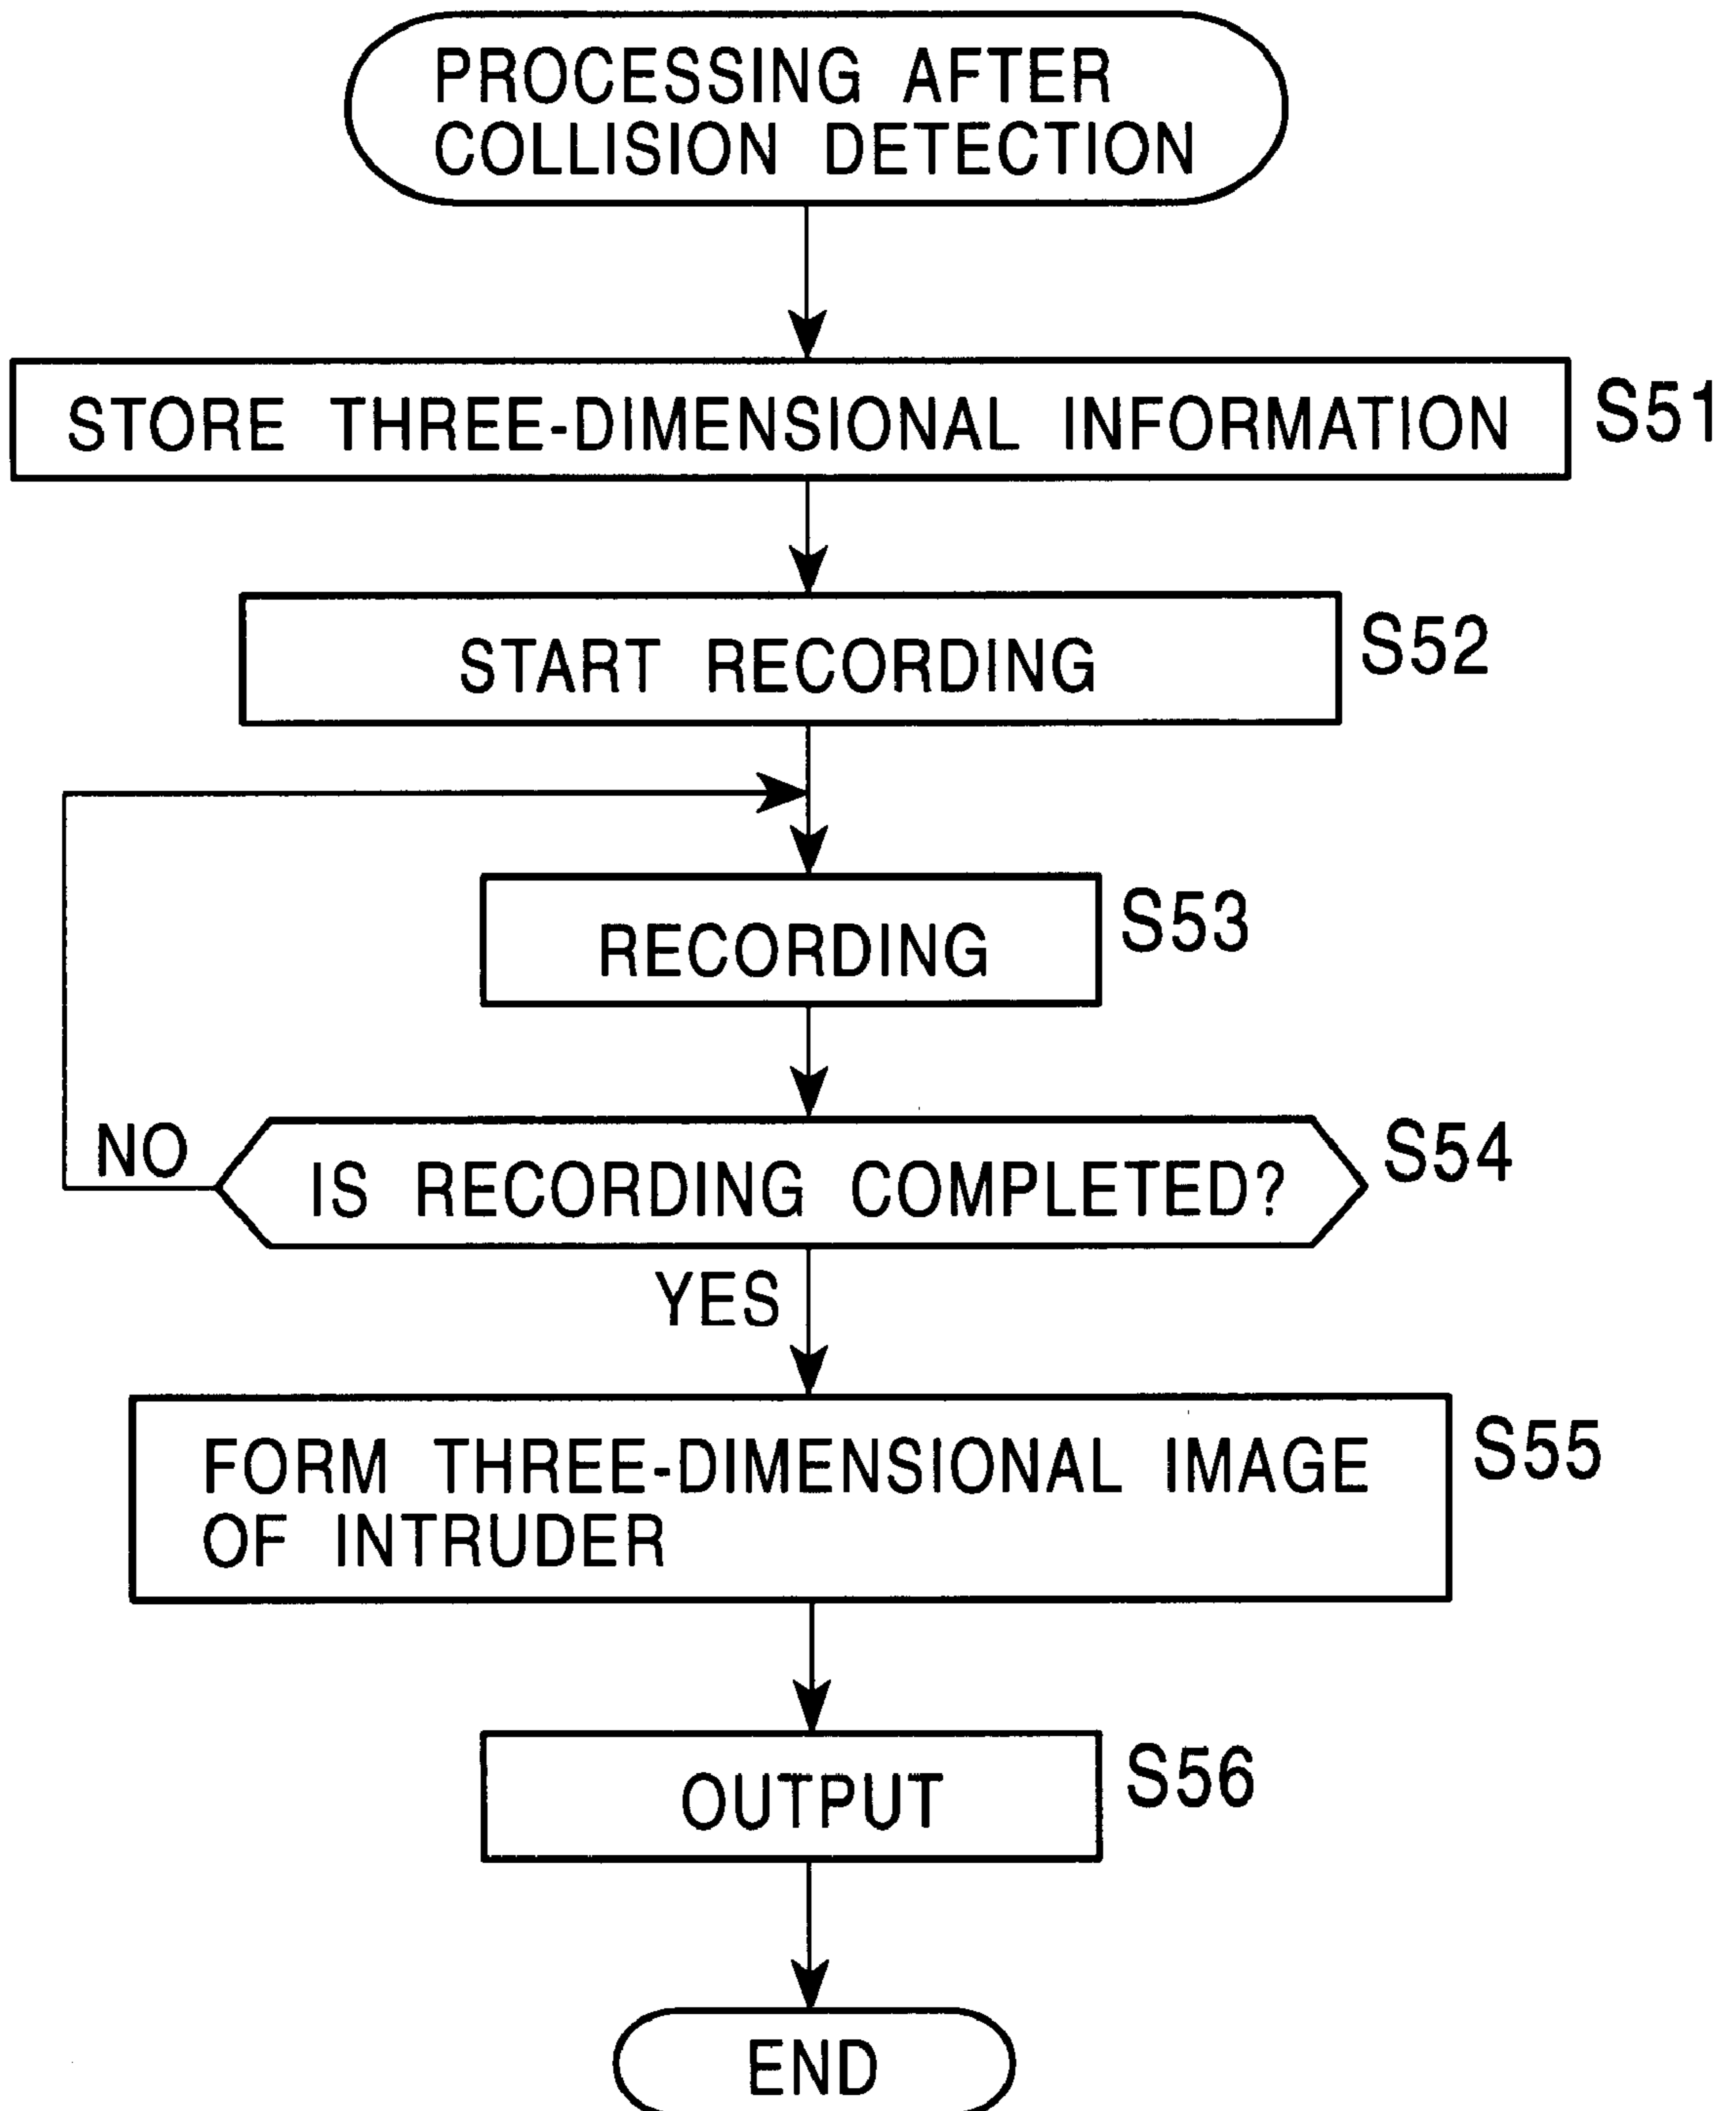 PROCESSING AFTER
COLLISION DETECTION
STORE THREE-DIMENSIONAL INFORMATION
S51
START RECORDING
S52
RECORDING
S53
NO
IS RECORDING COMPLETED?
S54
YES
FORM THREE-DIMENSIONAL IMAGE
OF INTRUDER
S55
OUTPUT
S56
END